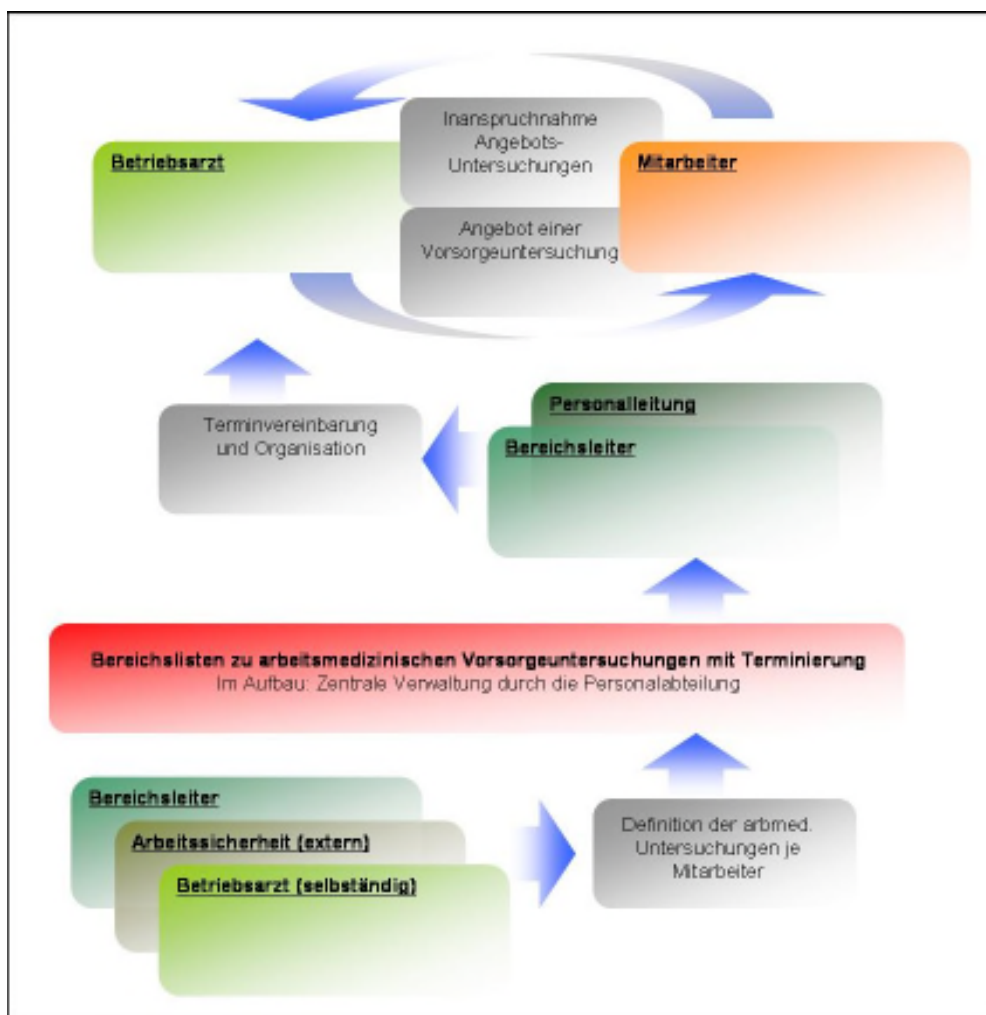 Betriebsarzt
Inanspruchnahme
Angebots-
Untersuchungen
Mitarbeiter
Angebot einer
Vorsorgeuntersuchung
Terminvereinbarung
und Organisation
Personalleitung
Bereichsleiter
Bereichslisten zu arbeitsmedizinischen Vorsorgeuntersuchungen mit Terminierung
Im Aufbau: Zentrale Verwaltung durch die Personalabteilung
Bereichsleiter
Arbeitssicherheit (extern)
Betriebsarzt (selbständig)
Definition der arbmed.
Untersuchungen je
Mitarbeiter